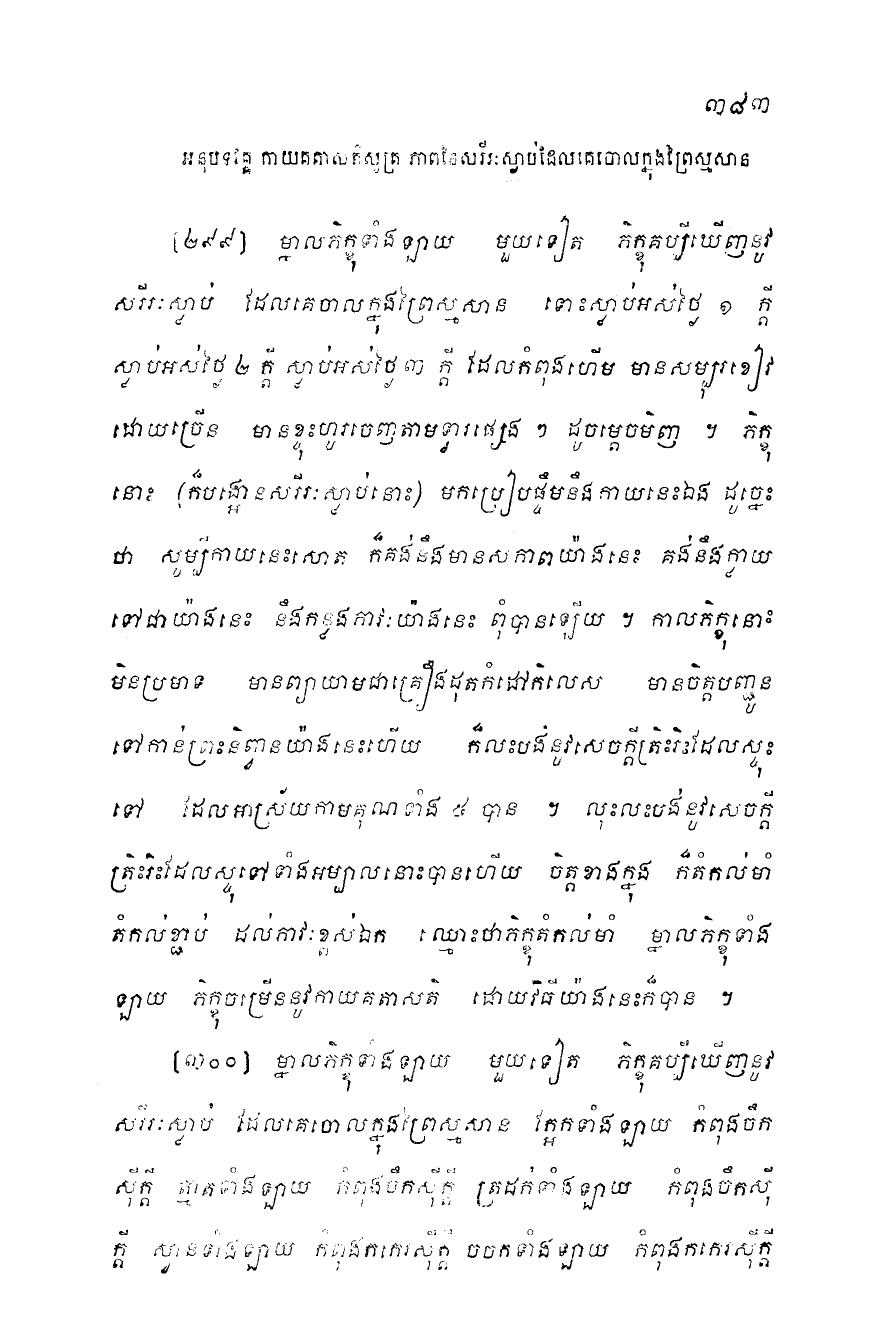 ៣៨៣
អនុបទវគ្គ កាយគតាសតិសូត្រ ភាពនៃសរីរៈស្លាប់ដែលគេចោលក្នុងព្រៃស្មសាន
[២៩៩] ម្នាលភិក្ខុទាំងឡាយ មួយទៀត ភិក្ខុគប្បីឃើញនូវ
សរីរៈស្លាប់ ដែលគេចោលក្នុងព្រៃស្មសាន ទោះស្លាប់អស់ថ្ងៃ ១ ក្តី
ស្លាប់អស់ថ្ងៃ ២ ក្តី ស្លាប់អស់ថ្ងៃ ៣ ក្តី ដែលកំពុងហើម មានសម្បុរខៀវ
ដោយច្រើន មានខ្ទុះហូរចេញតាមទ្វារផ្សេង ៗ ដូចម្តេចមិញ ។ ភិក្ខុ
នោះ (ក៏បង្អោនសរីរៈស្លាប់នោះ) មកប្រៀបផ្ទឹមនឹងកាយនេះឯង ដូច្នេះ
ថា សូម្បីកាយនេះសោត ក៏គង់នឹងមានសភាពយ៉ាងនេះ គង់នឹងក្លាយ
ទៅជាយ៉ាងនេះ នឹងកន្លងភាវៈយ៉ាងនេះ ពុំបានឡើយ ។ កាលភិក្ខុនោះ
មិនប្រមាទ មានព្យាយាមជាគ្រឿងដុតកំដៅកិលេស មានចិត្តបញ្ជូន
ទៅកាន់ព្រះនិព្វានយ៉ាងនេះហើយ ក៏លះបង់នូវសេចក្តីត្រិះរិះដែលស្ទុះ
ទៅ ដែលអាស្រ័យកាមគុណទាំង ៥ បាន ។ លុះលះបង់នូវសេចក្តី
ត្រិះរិះដែលស្ទុះទៅទាំងអម្បាលនោះបានហើយ ចិត្តខាងក្នុង ក៏តំកល់មាំ
តំកល់ខ្ជាប់ ដល់ភាវៈខ្ពស់ឯក ឈ្មោះថាភិក្ខុតំកល់មាំ ម្នាលភិក្ខុទាំង
ឡាយ ភិក្ខុចម្រើននូវកាយគតាសតិ ដោយវិធីយ៉ាងនេះក៏បាន ។
[៣០០] ម្នាលភិក្ខុទាំងឡាយ មួយទៀត ភិក្ខុគប្បីឃើញនូវ
សរីរៈស្លាប់ ដែលគេចោលក្នុងព្រៃស្មសាន ក្អែកទាំងឡាយ កំពុងចឹក
ស៊ីក្តី ត្មាតទាំងឡាយ កំពុងចឹកស៊ីក្តី ត្រដក់ទាំងឡាយ កំពុងចឹកស៊ី
ក្តី ស្វានទាំងឡាយ កំពុងកកេរស៊ីក្តី ចចកទាំងឡាយ កំពុងកកេរស៊ីក្តី